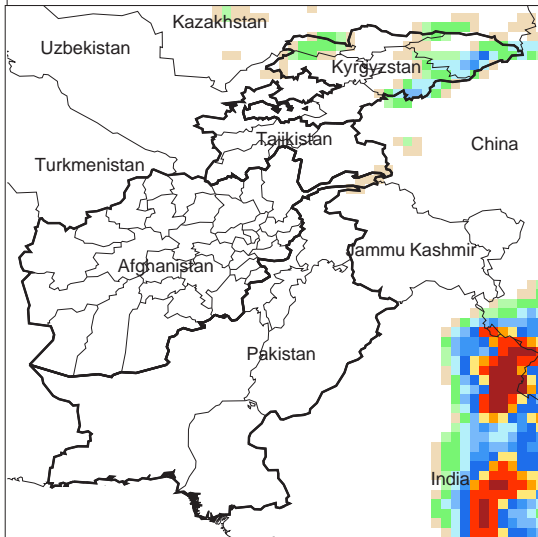 Kazakhstan
Uzbekistan
Kyrgyzstan
Tajikistan
China
Turkmenistan
Jammu Kashmir
Afghanistan
Pakistan
India